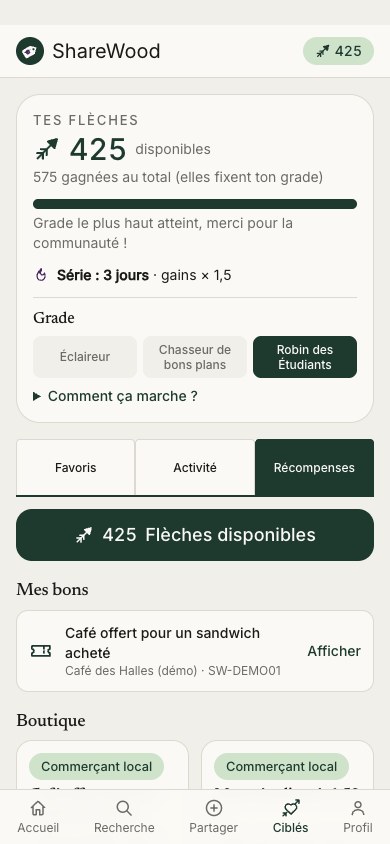 ShareWood
425
TES FLÈCHES
425 disponibles
575 gagnées au total (elles fixent ton grade)
Grade le plus haut atteint, merci pour la
communauté !
Série : 3 jours · gains × 1,5
Grade
Éclaireur
Chasseur de
bons plans
Robin des
Étudiants
Comment ça marche ?
Favoris
Activité
Récompenses
425 Flèches disponibles
Mes bons
Café offert pour un sandwich
acheté
Afficher
Café des Halles (démo) · SW-DEMO01
Boutique
Commerçant local
Commerçant local
Accueil
Recherche
Partager
Ciblés
Profil